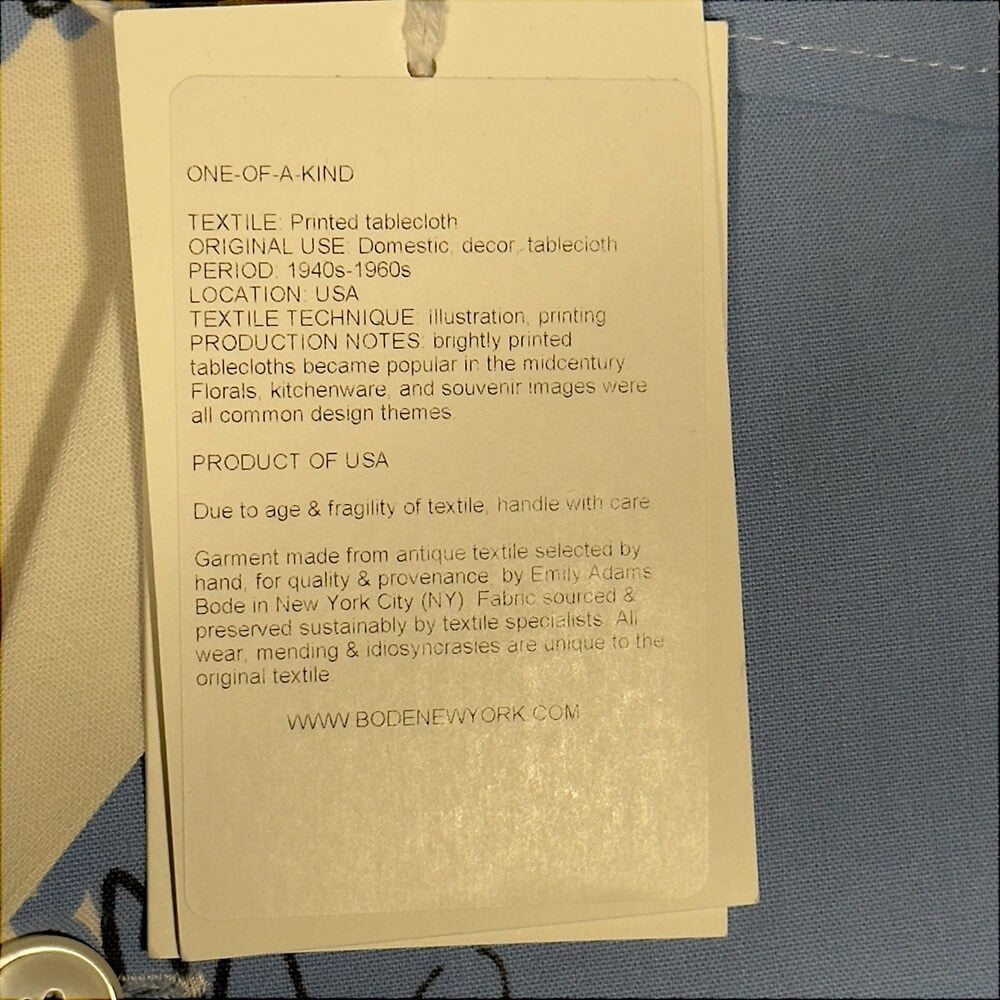 ONE-OF-A-KIND
TEXTILE: Printed tablecloth
ORIGINAL USE: Domestic, decor, tablecloth
PERIOD: 1940s-1960s
LOCATION: USA
TEXTILE TECHNIQUE: illustration, printing
PRODUCTION NOTES: brightly printed
tablecloths became popular in the midcentury.
Florals, kitchenware, and souvenir images were
all common design themes.
PRODUCT OF USA
Due to age & fragility of textile, handle with care
Garment made from antique textile selected by
hand, for quality & provenance, by Emily Adams
Bode in New York City (NY). Fabric sourced &
preserved sustainably by textile specialists. All
wear, mending & idiosyncrasies are unique to the
original textile.
WWW.BODENEWYORK.COM